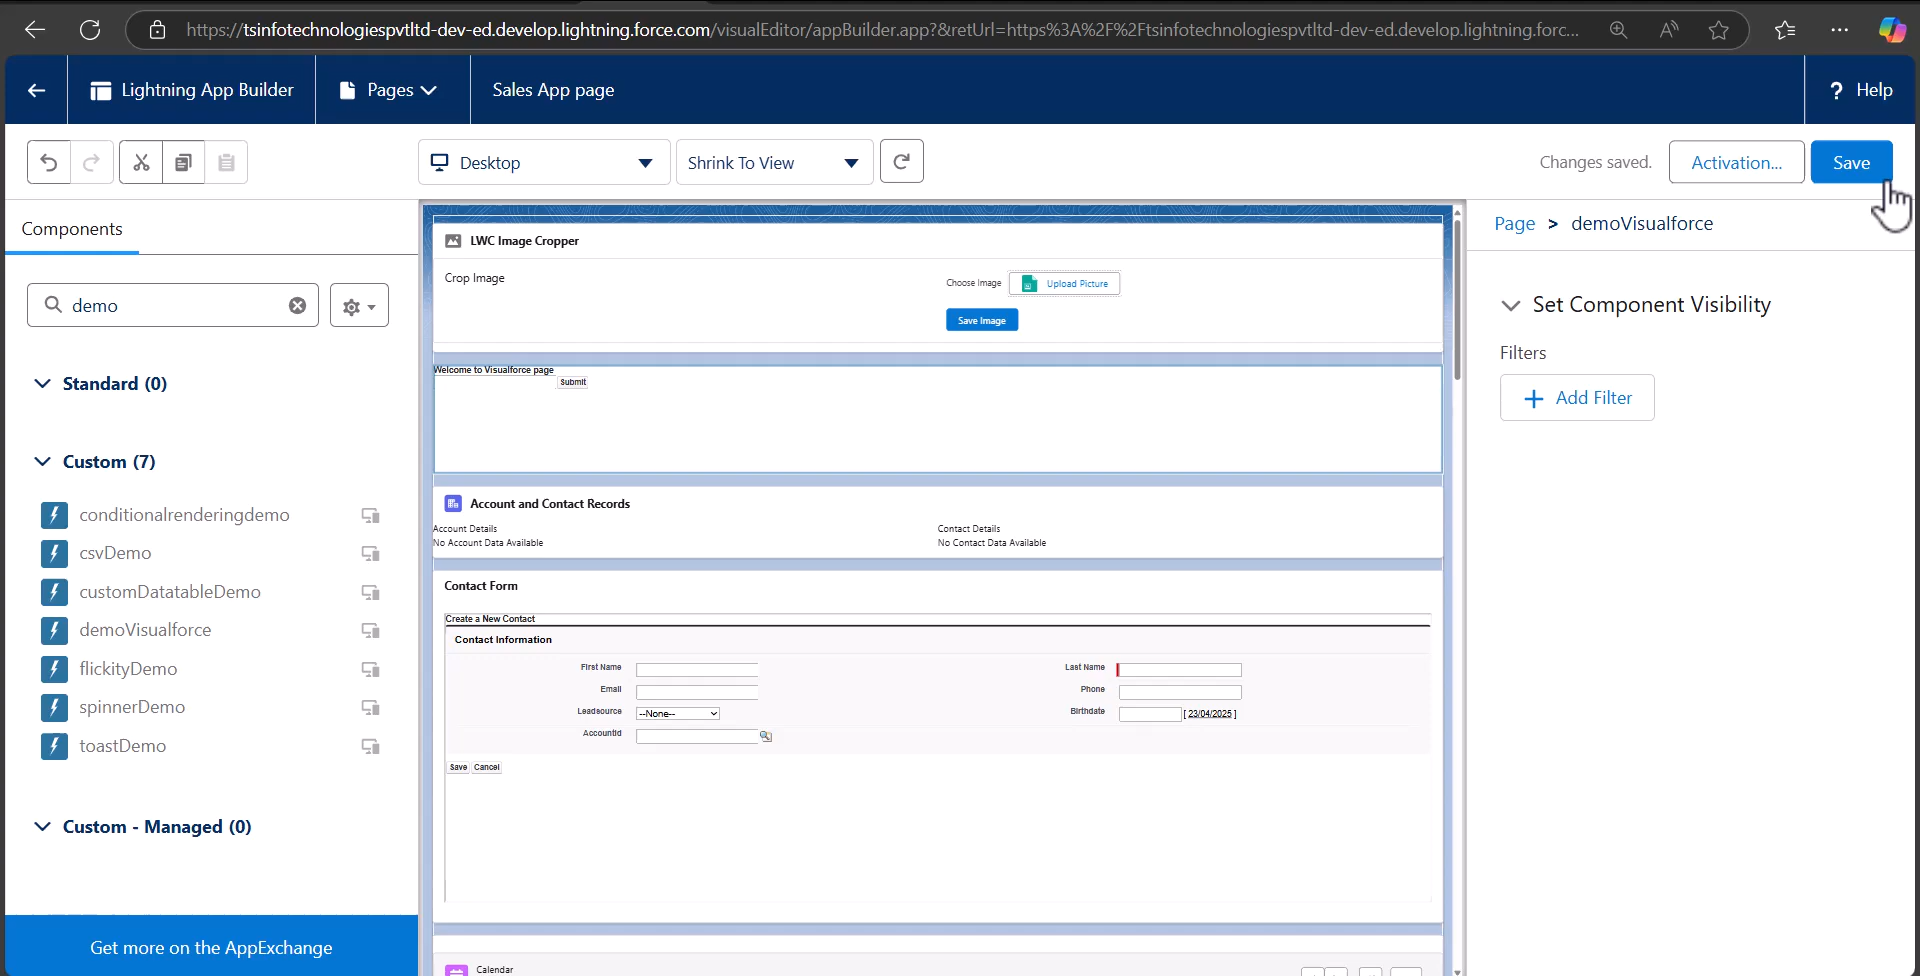 https://tsinfotechnologiespvtltd-dev-ed.develop.lightning.force.com/visualEditor/appBuilder.app?&retUrl=https%3A%2F%2Ftsinfotechnologiespvtltd-dev-ed.develop.lightning.forc...
Lightning App Builder
Pages
Sales App page
? Help
Desktop
Shrink To View
Changes saved.
Activation...
Save
Components
demo
Standard (0)
Custom (7)
conditionalrenderingdemo
csvDemo
customDatatableDemo
demoVisualforce
flickityDemo
spinnerDemo
toastDemo
Custom - Managed (0)
Get more on the AppExchange
LWC Image Cropper
Crop Image
Choose Image
Upload Picture
Save Image
Welcome to Visualforce page
Submit
Account and Contact Records
Account Details
No Account Data Available
Contact Details
No Contact Data Available
Contact Form
Create a New Contact
Contact Information
First Name
Last Name
Email
Phone
Leadsource
--None--
Birthdate
[ 23/04/2025 ]
AccountId
Save
Cancel
Calendar
Page > demoVisualforce
Set Component Visibility
Filters
+ Add Filter